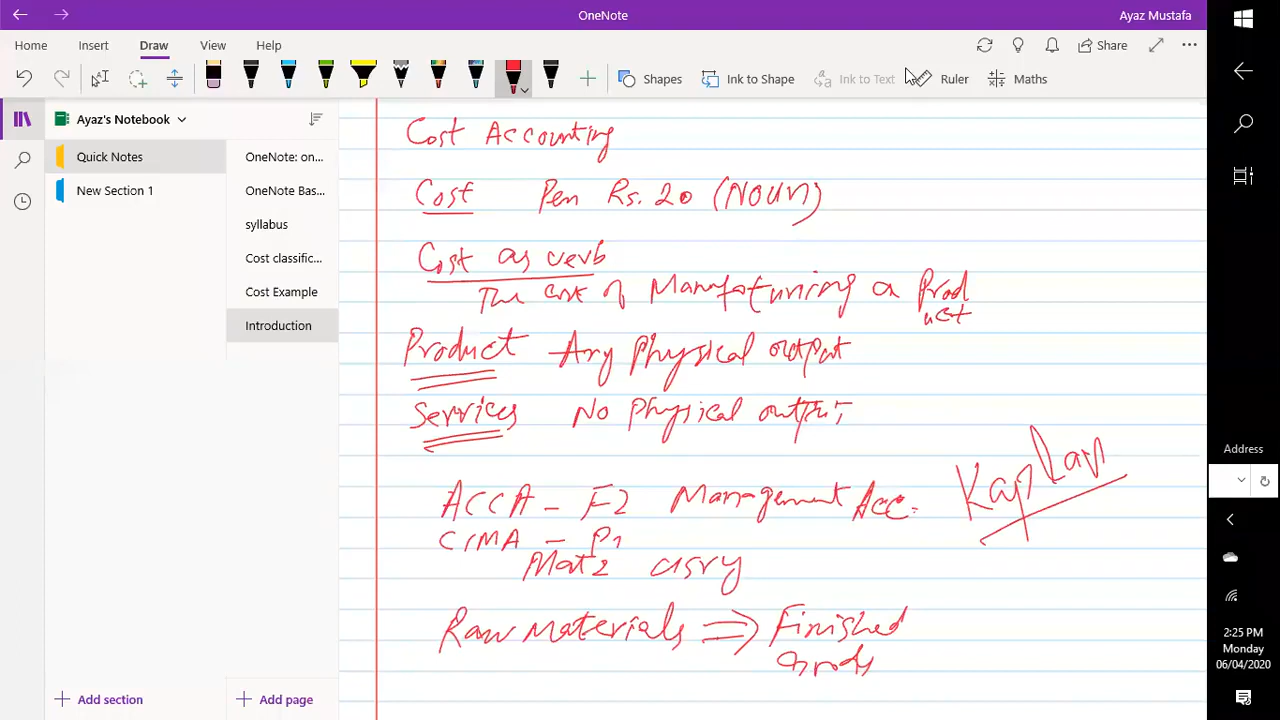 OneNote
Ayaz Mustafa
Home Insert Draw View Help
Share
Shapes Ink to Shape Ink to Text Ruler Maths
Ayaz's Notebook
Quick Notes
New Section 1
OneNote: on...
OneNote Bas...
syllabus
Cost classific...
Cost Example
Introduction
Add section
Add page
Cost Accounting
Cost Pen Rs. 20 (NOUN)
Cost as verb
The cost of Manufacturing a Prod
uct
Product Any Physical output
Services No Physical output
ACCA - F2 Management Acc.
Kaplan
CIMA - P1
Raw Materials ⇒ Finished
Goods
Address
2:25 PM
Monday
06/04/2020